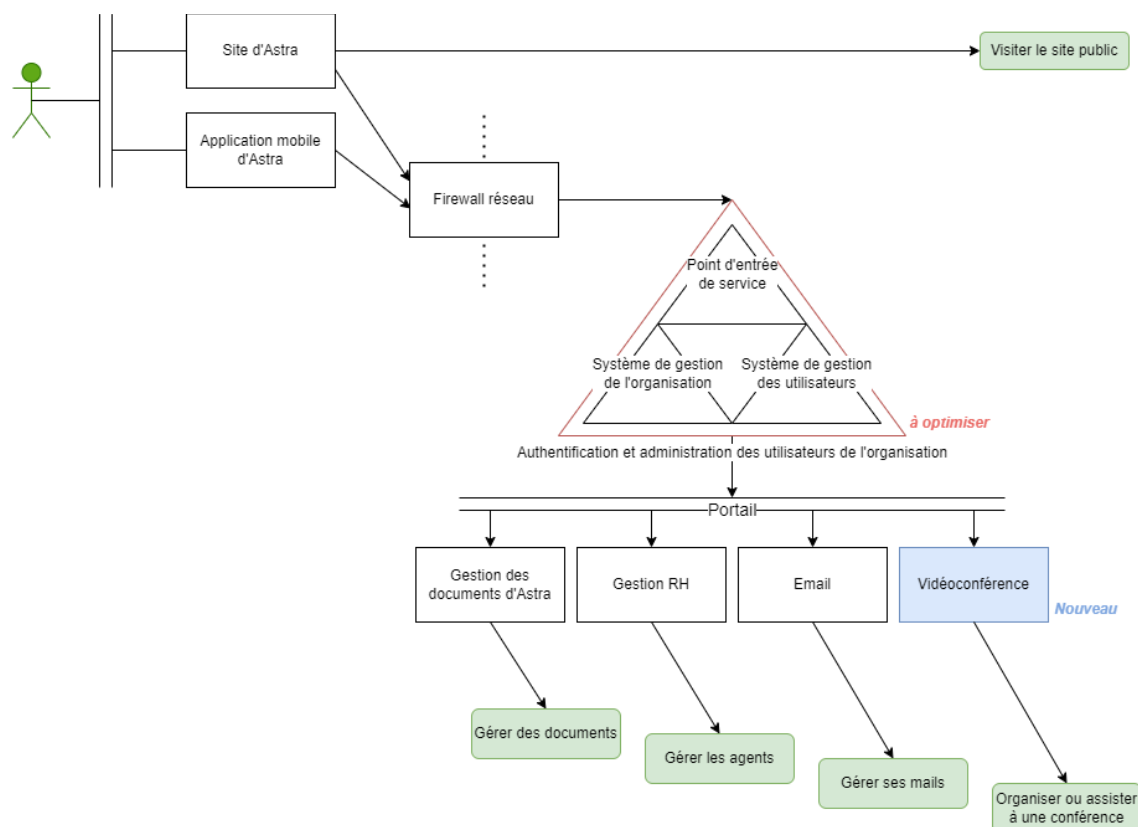 Site d'Astra
Visiter le site public
Application mobile
d'Astra
Firewall réseau
Point d'entrée
de service
Système de gestion
de l'organisation
Système de gestion
des utilisateurs
à optimiser
Authentification et administration des utilisateurs de l'organisation
Portail
Gestion des
documents d'Astra
Gestion RH
Email
Vidéoconférence
Nouveau
Gérer des documents
Gérer les agents
Gérer ses mails
Organiser ou assister
à une conférence